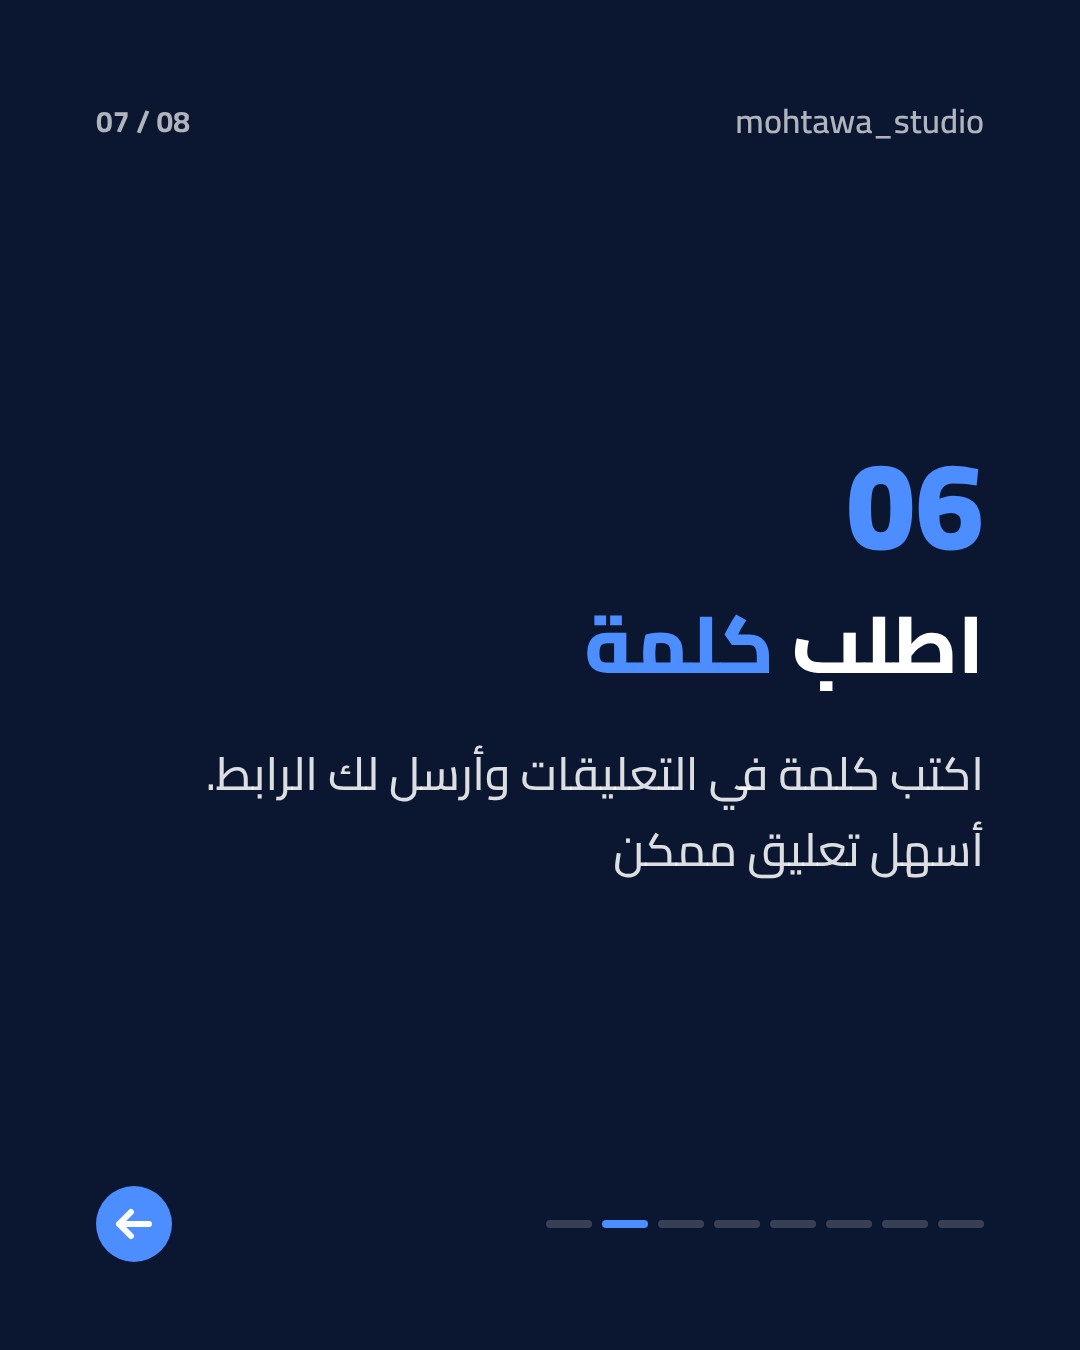 mohtawa_studio
07 / 08
06
اطلب كلمة
اكتب كلمة في التعليقات وأرسل لك الرابط.
أسهل تعليق ممكن